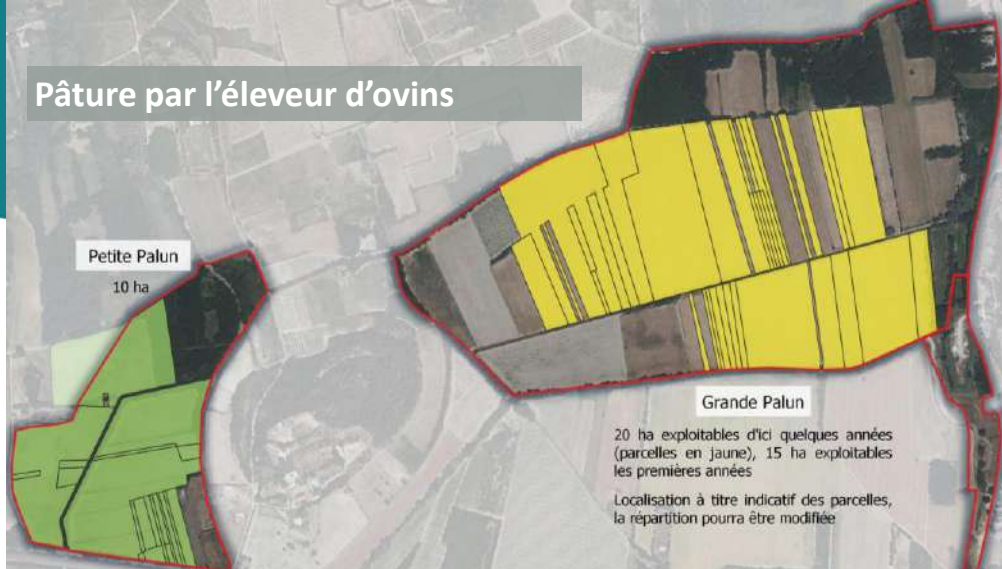 Pâture par l'éleveur d'ovins
Petite Palun
10 ha
Grande Palun
20 ha exploitables d'ici quelques années
(parcelles en jaune), 15 ha exploitables
les premières années
Localisation à titre indicatif des parcelles,
la répartition pourra être modifiée